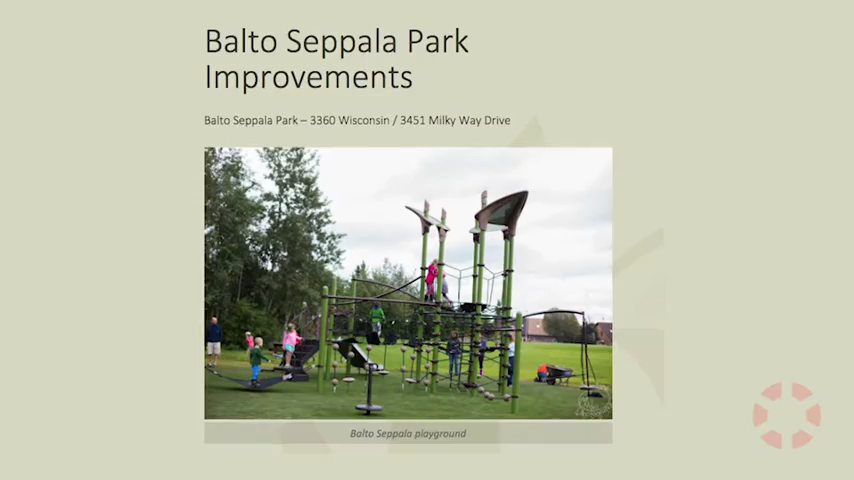 Balto Seppala Park
Improvements
Balto Seppala Park – 3360 Wisconsin / 3451 Milky Way Drive
Balto Seppala playground